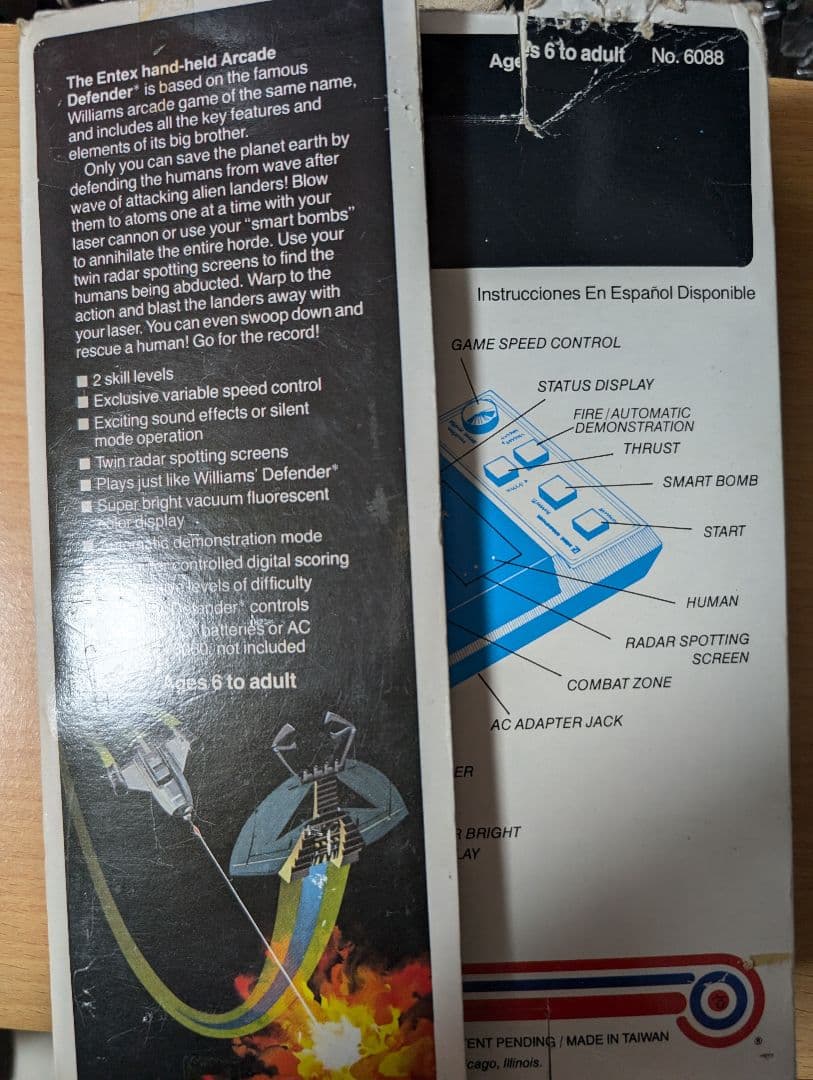 The Entex hand-held Arcade
Defender* is based on the famous
Williams arcade game of the same name,
and includes all the key features and
elements of its big brother.
Only you can save the planet earth by
defending the humans from wave after
wave of attacking alien landers! Blow
them to atoms one at a time with your
laser cannon or use your "smart bombs"
to annihilate the entire horde. Use your
twin radar spotting screens to find the
humans being abducted. Warp to the
action and blast the landers away with
your laser. You can even swoop down and
rescue a human! Go for the record!
2 skill levels
Exclusive variable speed control
Exciting sound effects or silent
mode operation
Twin radar spotting screens
Plays just like Williams' Defender*
Super bright vacuum fluorescent
color display
demonstration mode
controlled digital scoring
levels of difficulty
controls
batteries or AC
not included
Ages 6 to adult
Ages 6 to adult No. 6088
Instrucciones En Español Disponible
GAME SPEED CONTROL
STATUS DISPLAY
FIRE/AUTOMATIC
DEMONSTRATION
THRUST
SMART BOMB
START
HUMAN
RADAR SPOTTING
SCREEN
COMBAT ZONE
AC ADAPTER JACK
ER
R BRIGHT
LAY
ENT PENDING / MADE IN TAIWAN
cago, Illinois.